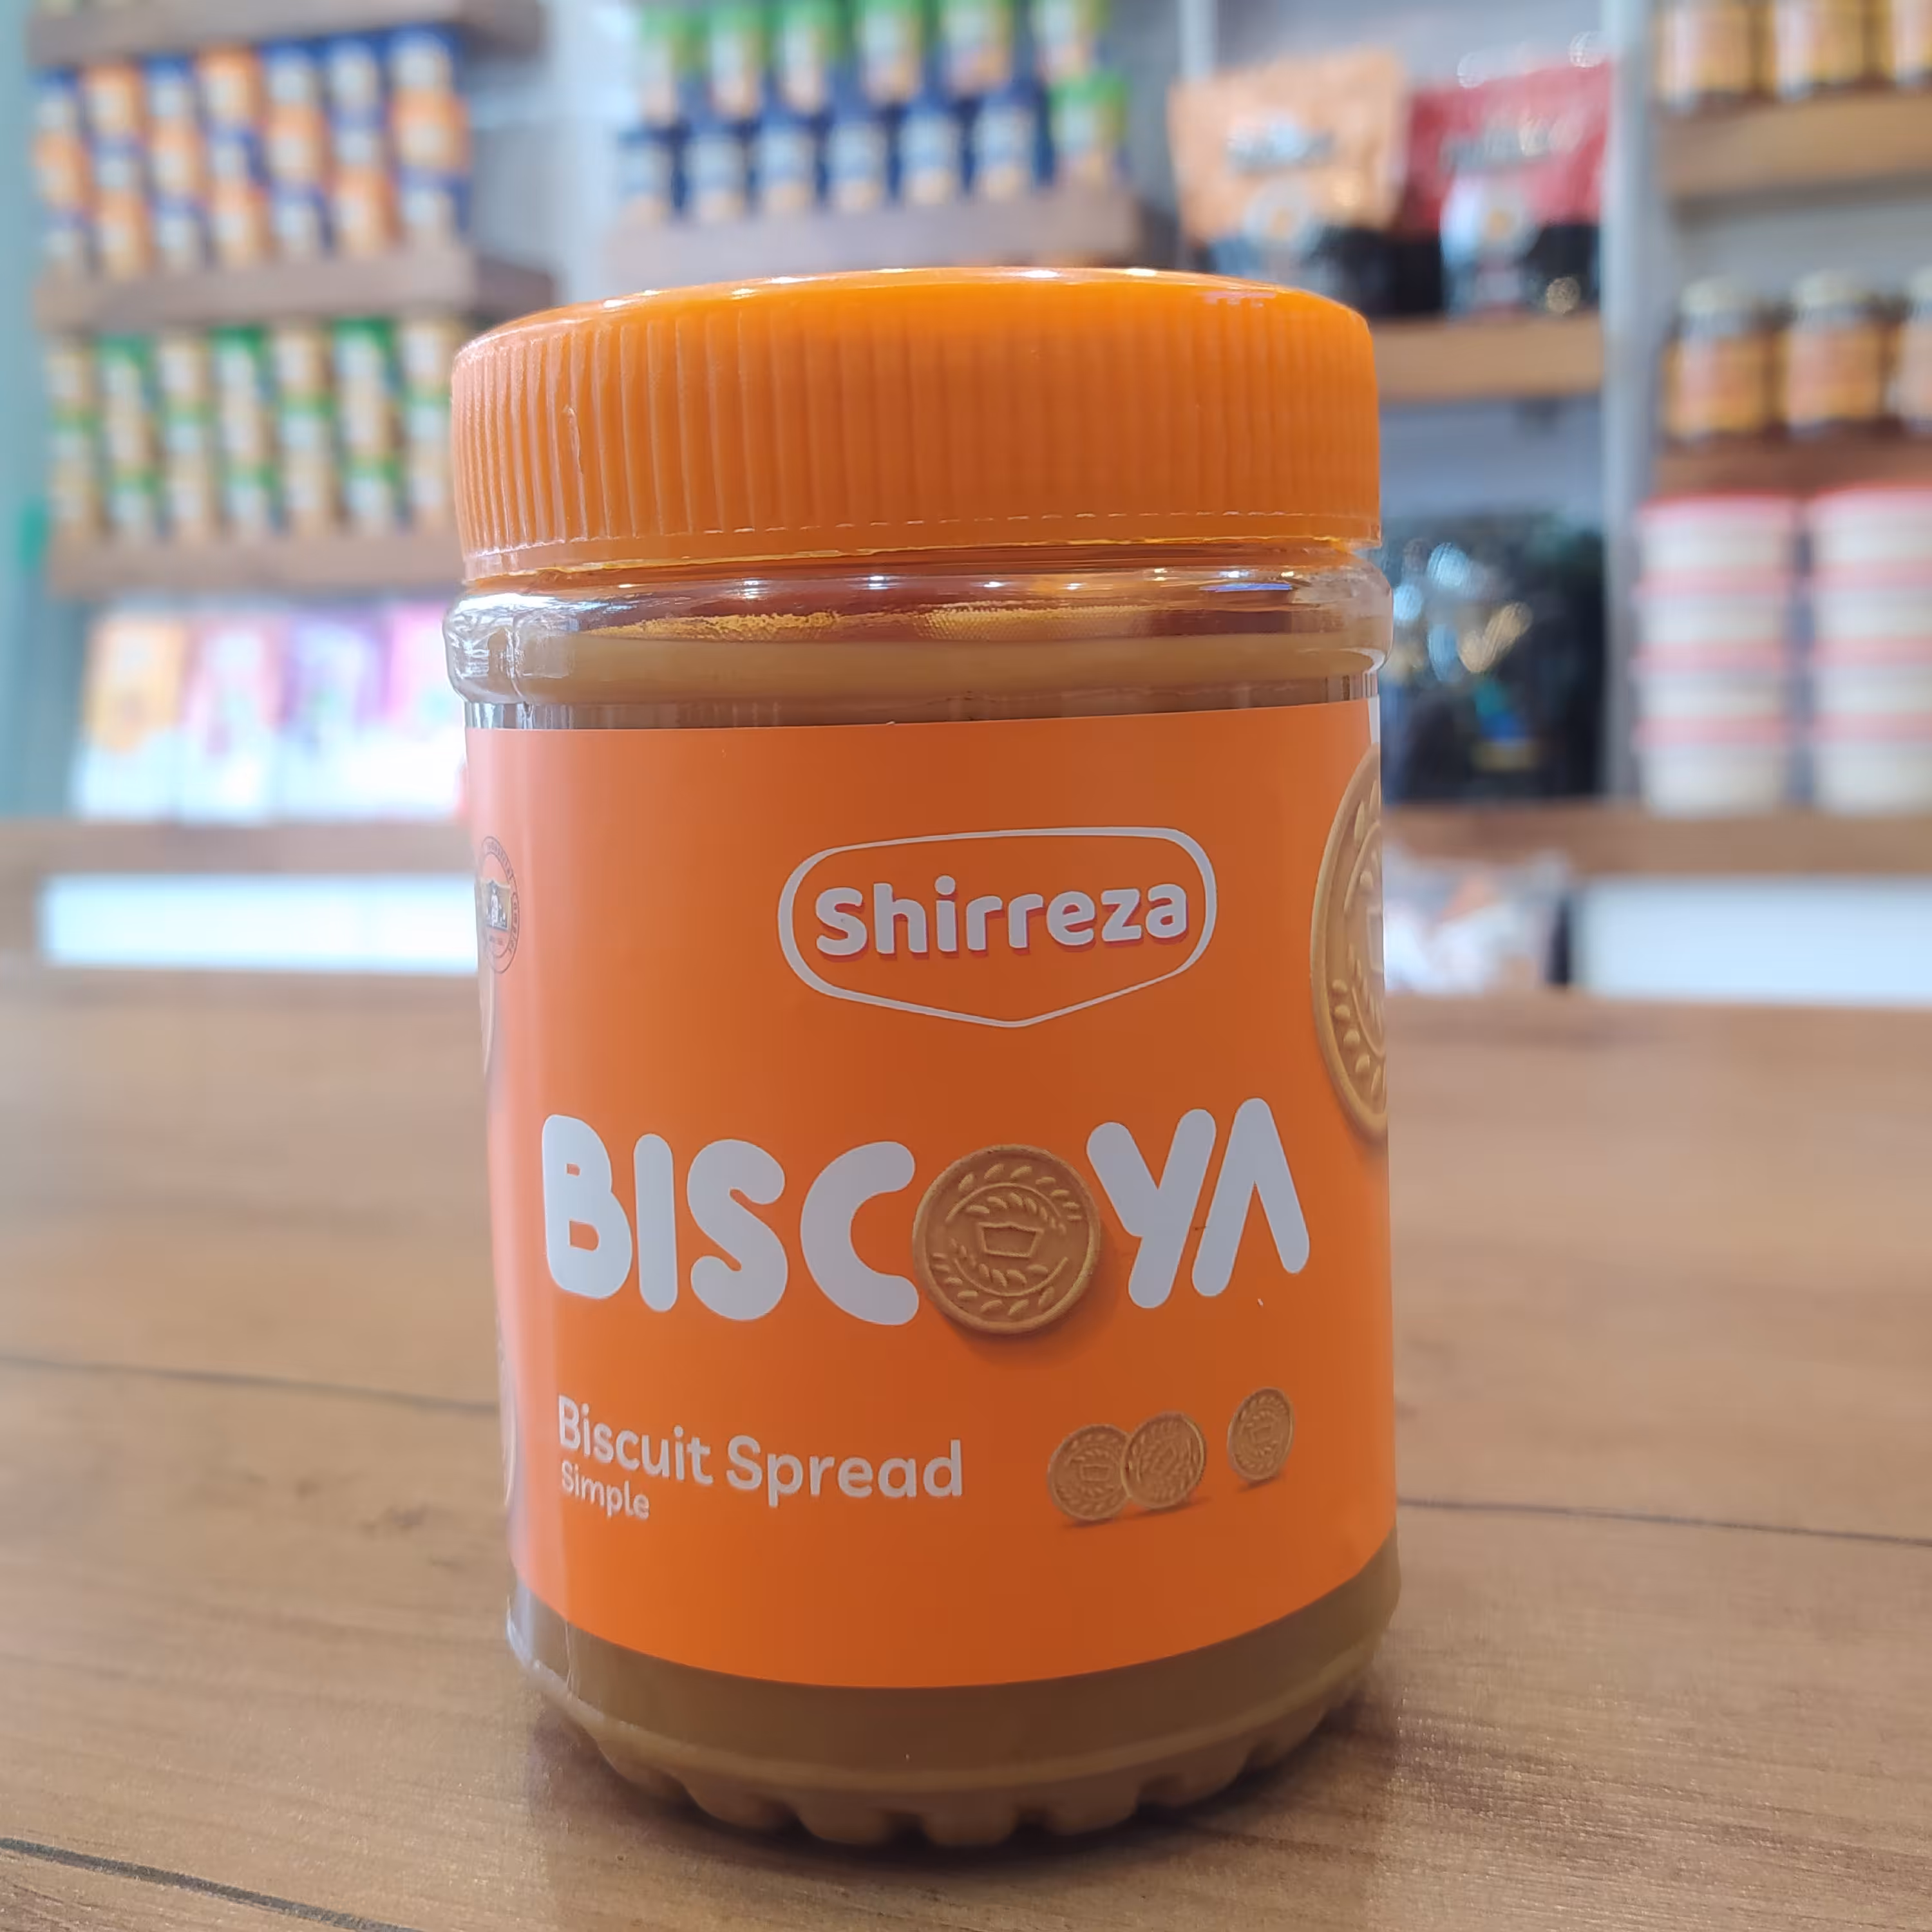 Shirreza
BISCOYA
Biscuit Spread
Simple